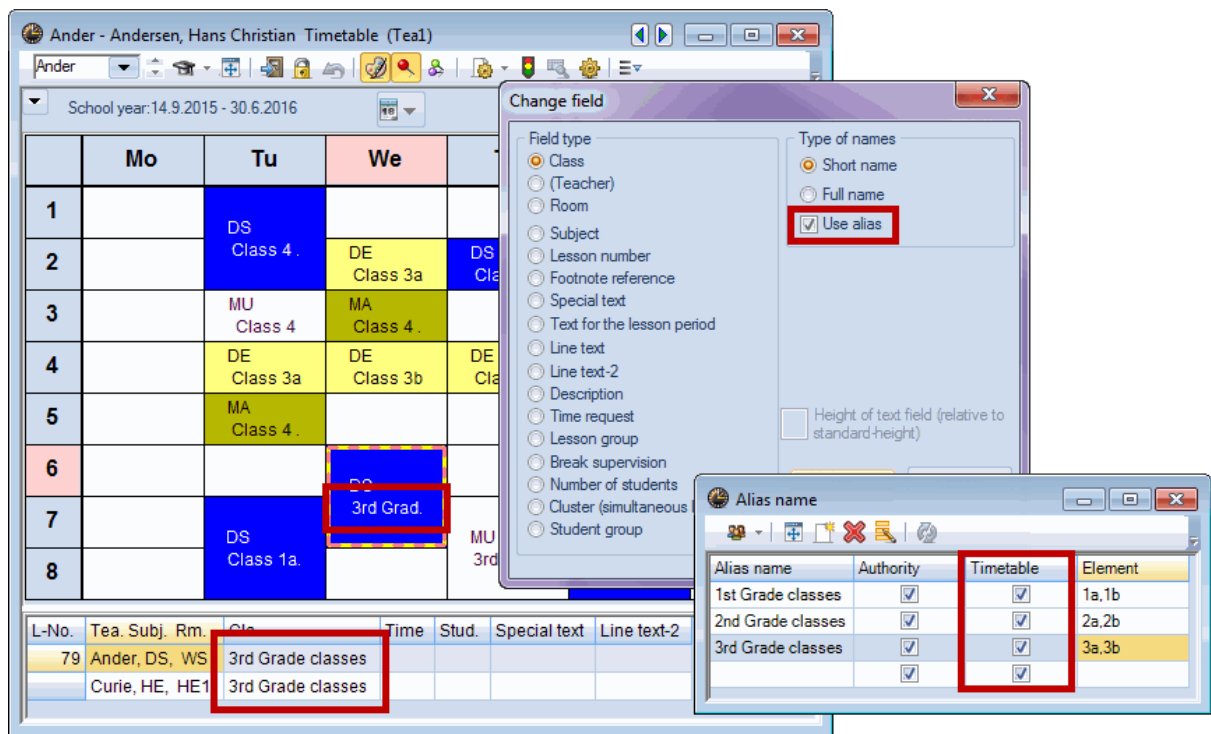 Ander - Andersen, Hans Christian Timetable (Tea1)
Ander
School year:14.9.2015 - 30.6.2016
Mo Tu We
1
DS
Class 4 .
2
DE
Class 3a
DS
3
MU
Class 4
MA
Class 4 .
4
DE
Class 3a
DE
Class 3b
DE
5
MA
Class 4 .
6
3rd Grad.
7
DS
Class 1a.
MU
3rd
8
L-No. Tea. Subj. Rm. Time Stud. Special text Line text-2
79 Ander, DS, WS 3rd Grade classes
Curie, HE, HE1 3rd Grade classes
Change field
Field type
Class
(Teacher)
Room
Subject
Lesson number
Footnote reference
Special text
Text for the lesson period
Line text
Line text-2
Description
Time request
Lesson group
Break supervision
Number of students
Cluster (simultaneous
Student group
Type of names
Short name
Full name
Use alias
Height of text field (relative to
standard-height)
Alias name
Alias name Authority Timetable Element
1st Grade classes 1a,1b
2nd Grade classes 2a,2b
3rd Grade classes 3a,3b